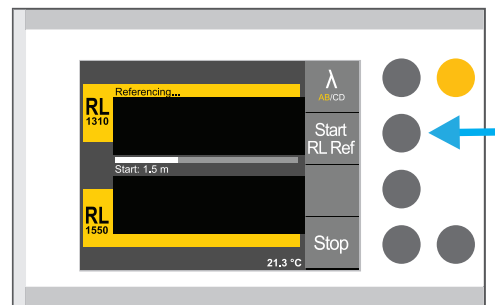 Referencing...
RL
1310
Start: 1.5 m
RL
1550
21,3 °C
λ
AB/CD
Start
RL Ref
Stop